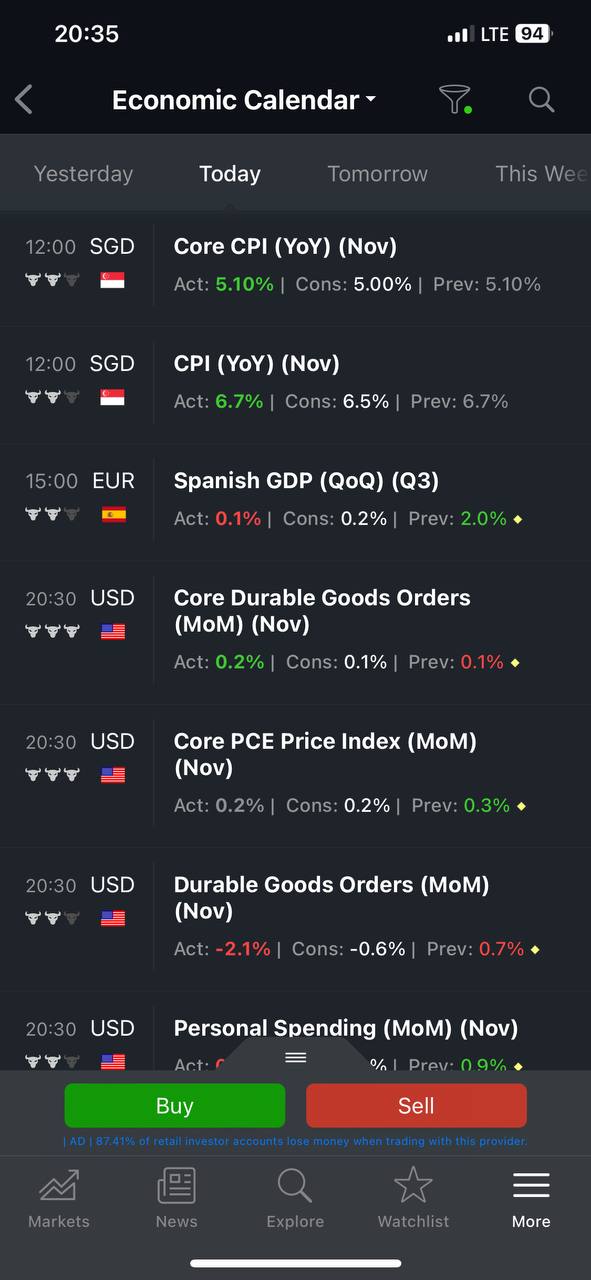 20:35
LTE 94
Economic Calendar
Yesterday Today Tomorrow This Wee
12:00 SGD Core CPI (YoY) (Nov)
Act: 5.10% | Cons: 5.00% | Prev: 5.10%
12:00 SGD CPI (YoY) (Nov)
Act: 6.7% | Cons: 6.5% | Prev: 6.7%
15:00 EUR Spanish GDP (QoQ) (Q3)
Act: 0.1% | Cons: 0.2% | Prev: 2.0%
20:30 USD Core Durable Goods Orders
(MoM) (Nov)
Act: 0.2% | Cons: 0.1% | Prev: 0.1%
20:30 USD Core PCE Price Index (MoM)
(Nov)
Act: 0.2% | Cons: 0.2% | Prev: 0.3%
20:30 USD Durable Goods Orders (MoM)
(Nov)
Act: -2.1% | Cons: -0.6% | Prev: 0.7%
20:30 USD Personal Spending (MoM) (Nov)
Act: % | Prev: 0.9%
Buy Sell
| AD | 87.41% of retail investor accounts lose money when trading with this provider.
Markets News Explore Watchlist More